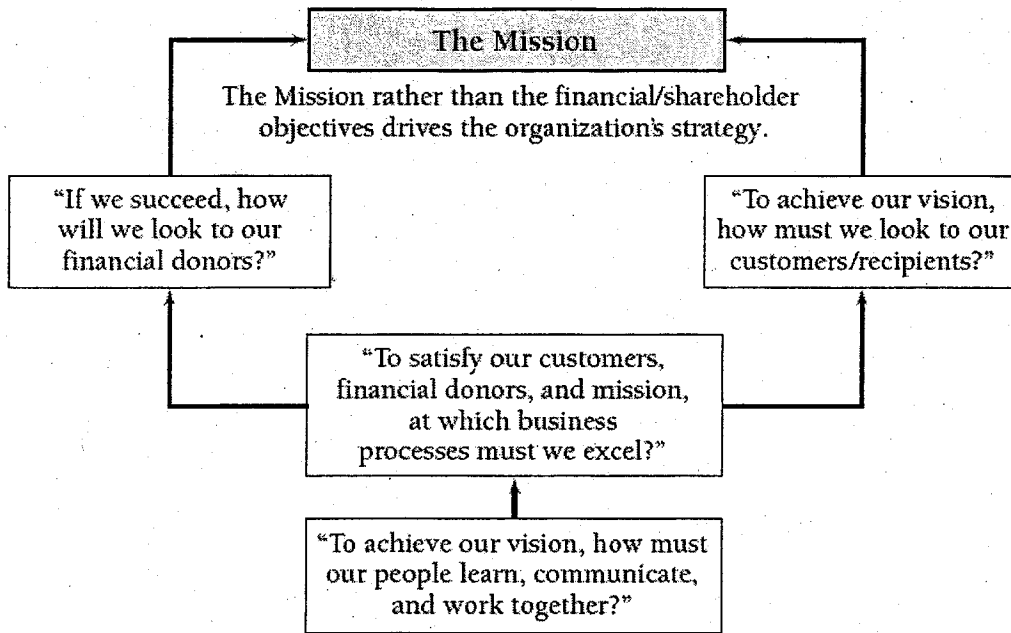 The Mission
The Mission rather than the financial/shareholder
objectives drives the organization's strategy.
“If we succeed, how
will we look to our
financial donors?”
“To achieve our vision,
how must we look to our
customers/recipients?”
“To satisfy our customers,
financial donors, and mission,
at which business
processes must we excel?”
“To achieve our vision, how must
our people learn, communicate,
and work together?”